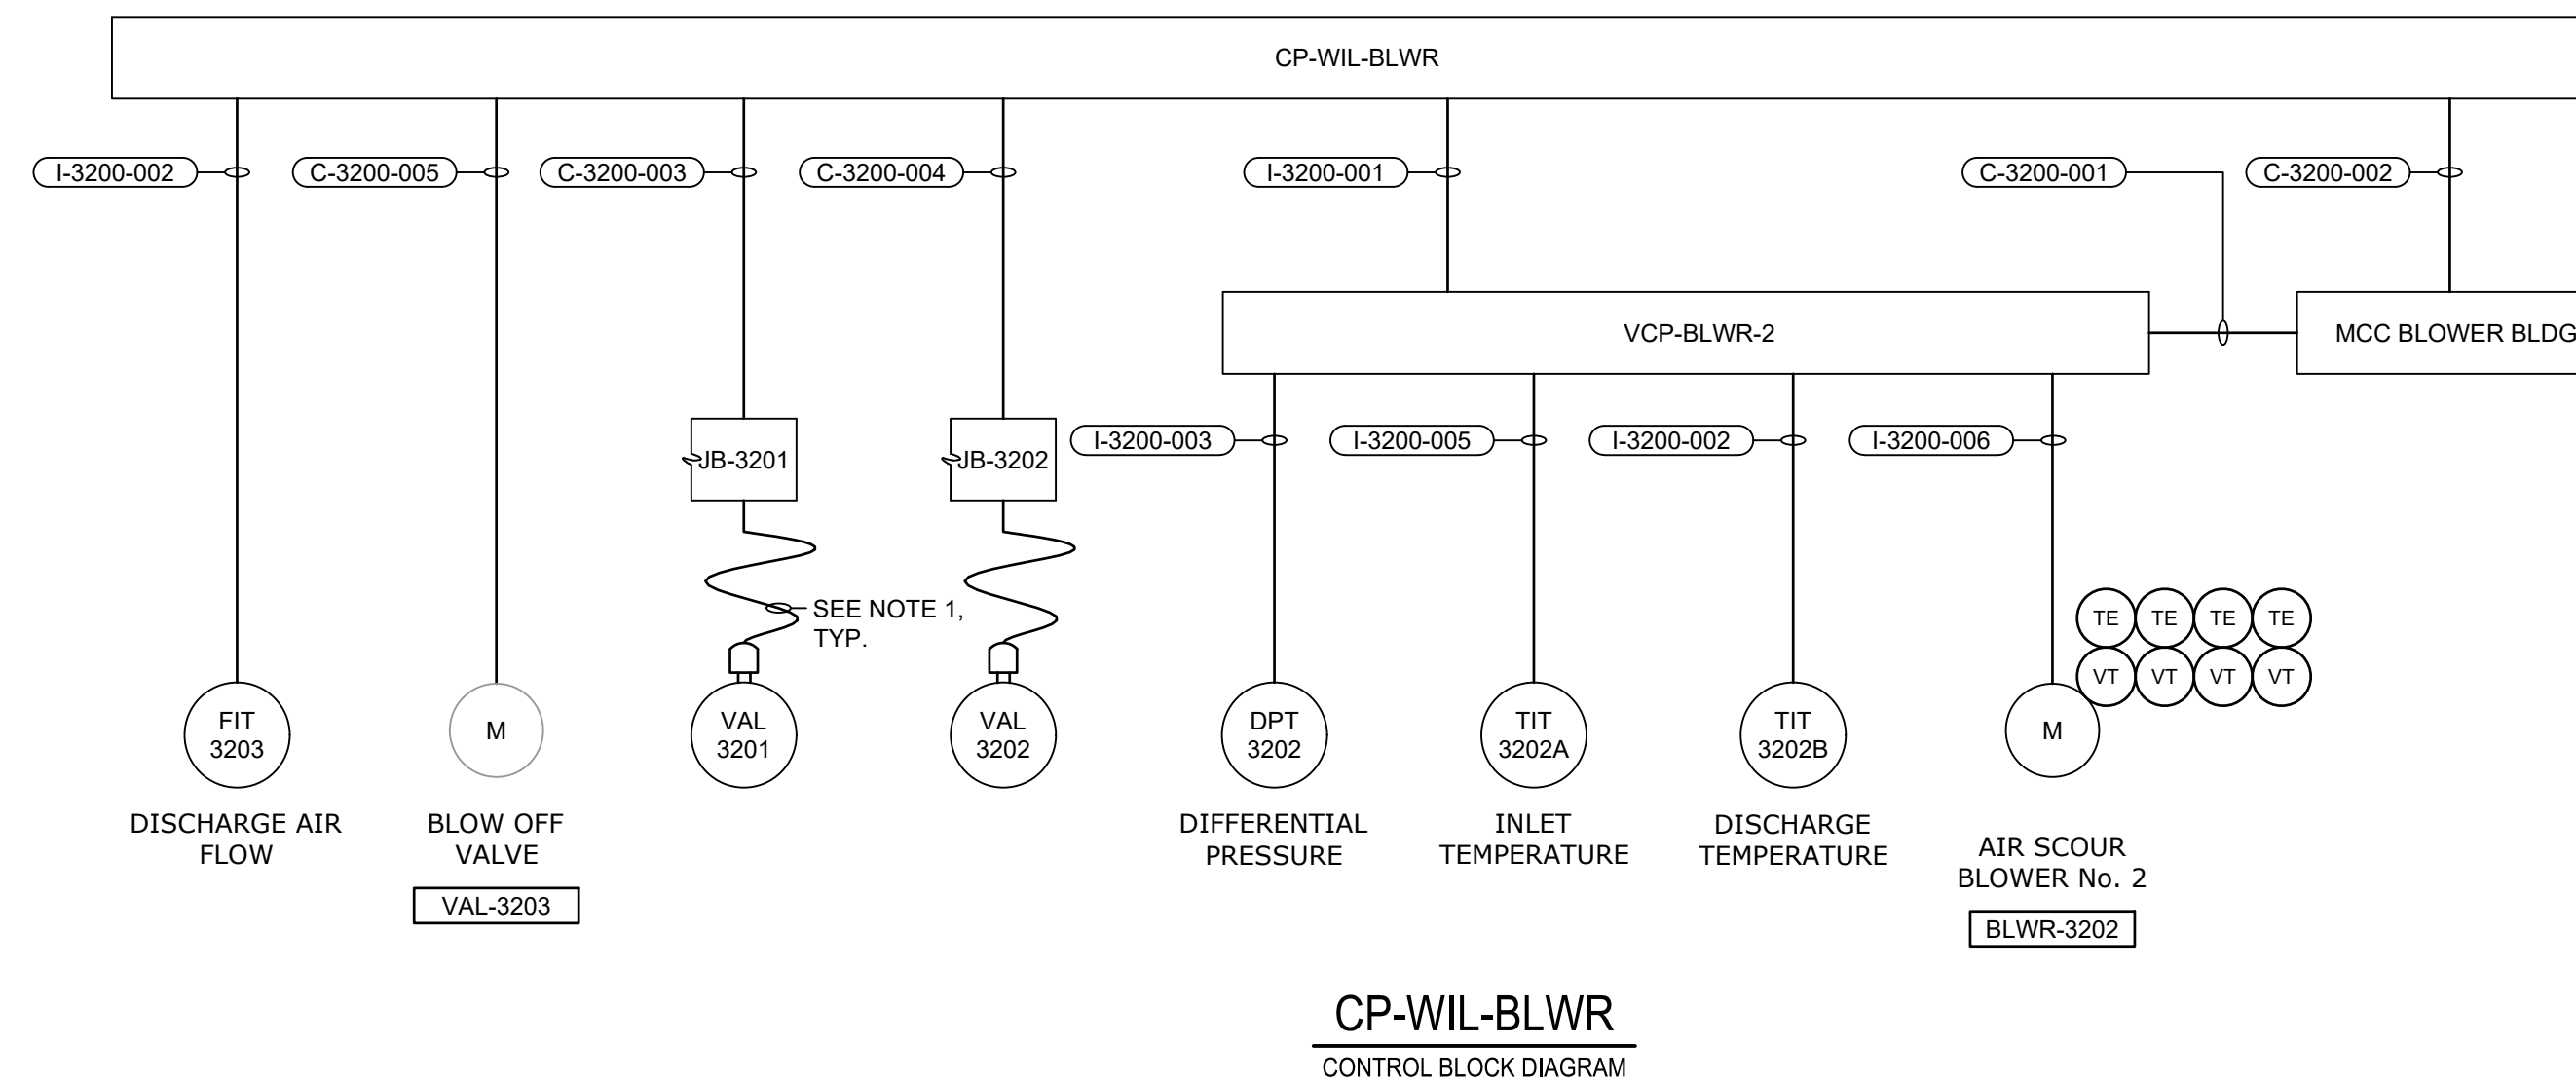 CP-WIL-BLWR
I-3200-002
C-3200-005
C-3200-003
C-3200-004
I-3200-001
C-3200-001
C-3200-002
VCP-BLWR-2
MCC BLOWER BLDG
JB-3201
JB-3202
I-3200-003
I-3200-005
I-3200-002
I-3200-006
SEE NOTE 1,
TYP.
TE
TE
TE
TE
VT
VT
VT
VT
FIT
3203
M
VAL
3201
VAL
3202
DPT
3202
TIT
3202A
TIT
3202B
M
DISCHARGE AIR
FLOW
BLOW OFF
VALVE
VAL-3203
DIFFERENTIAL
PRESSURE
INLET
TEMPERATURE
DISCHARGE
TEMPERATURE
AIR SCOUR
BLOWER No. 2
BLWR-3202
CP-WIL-BLWR
CONTROL BLOCK DIAGRAM